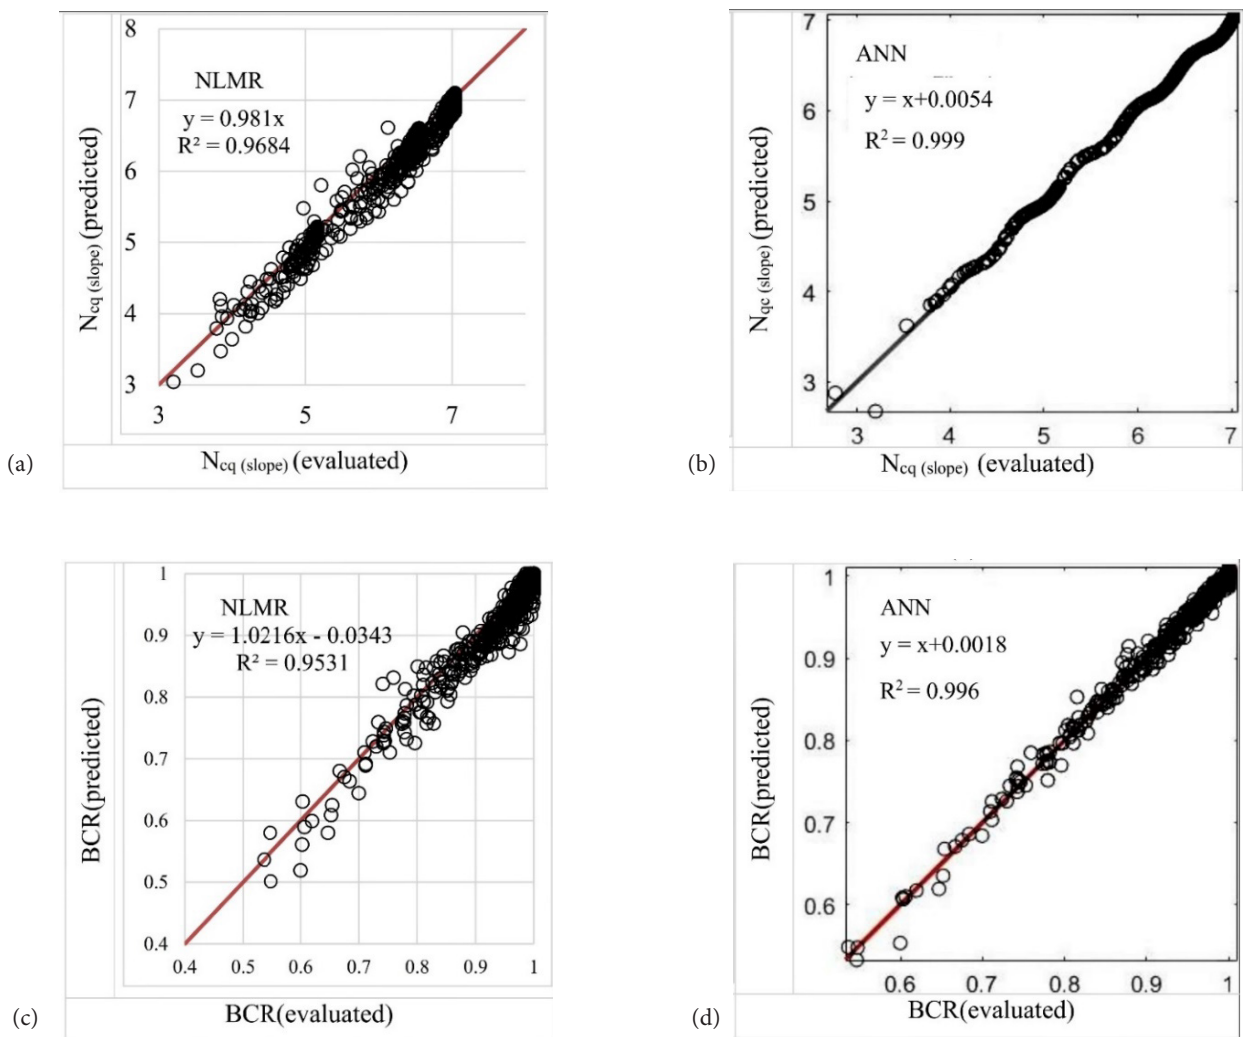 8
7
6
5
4
3
3
5
7
NLMR
y = 0.981x
R² = 0.9684
Ncq (slope) (predicted)
Ncq (slope) (evaluated)
(a)
7
6
5
4
3
3
4
5
6
7
ANN
y = x+0.0054
R² = 0.999
Nqc (slope) (predicted)
Ncq (slope) (evaluated)
(b)
1
0.9
0.8
0.7
0.6
0.5
0.4
0.4
0.5
0.6
0.7
0.8
0.9
1
NLMR
y = 1.0216x - 0.0343
R² = 0.9531
BCR(predicted)
BCR(evaluated)
(c)
1
0.9
0.8
0.7
0.6
0.6
0.7
0.8
0.9
1
ANN
y = x+0.0018
R² = 0.996
BCR(predicted)
BCR(evaluated)
(d)